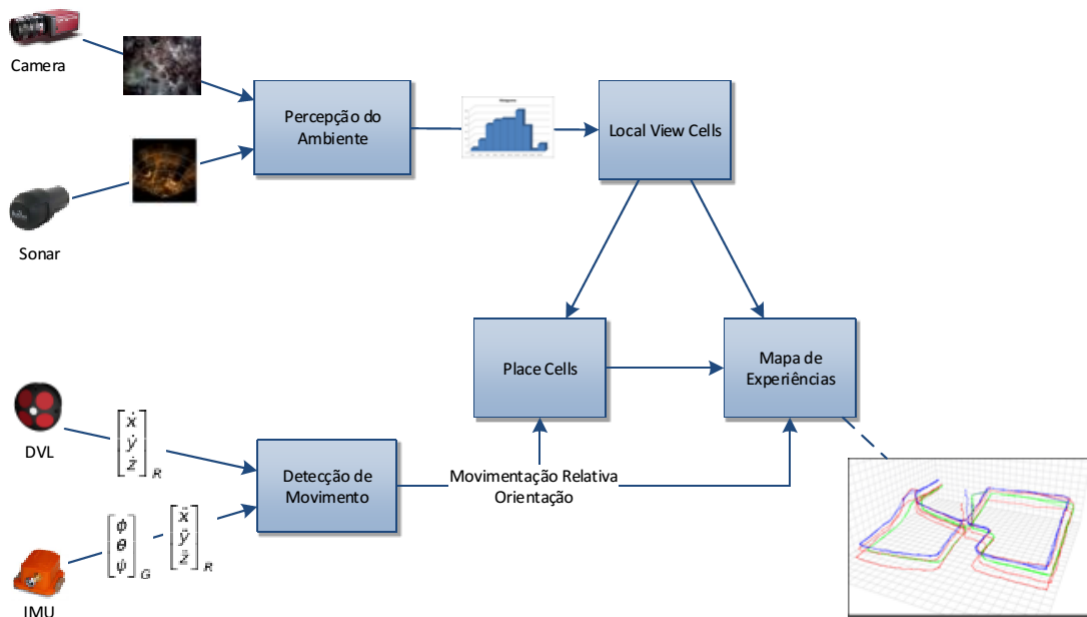 Camera
Percepção do
Ambiente
Local View Cells
Sonar
Place Cells
Mapa de
Experiências
DVL
ẋ
ẏ
ż
R
Detecção de
Movimento
Movimentação Relativa
Orientação
ϕ
θ
ψ
G
ẍ
ÿ
z̈
R
IMU